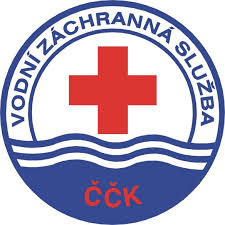 VODNÍ ZÁCHRANNÁ SLUŽBA
ČČK